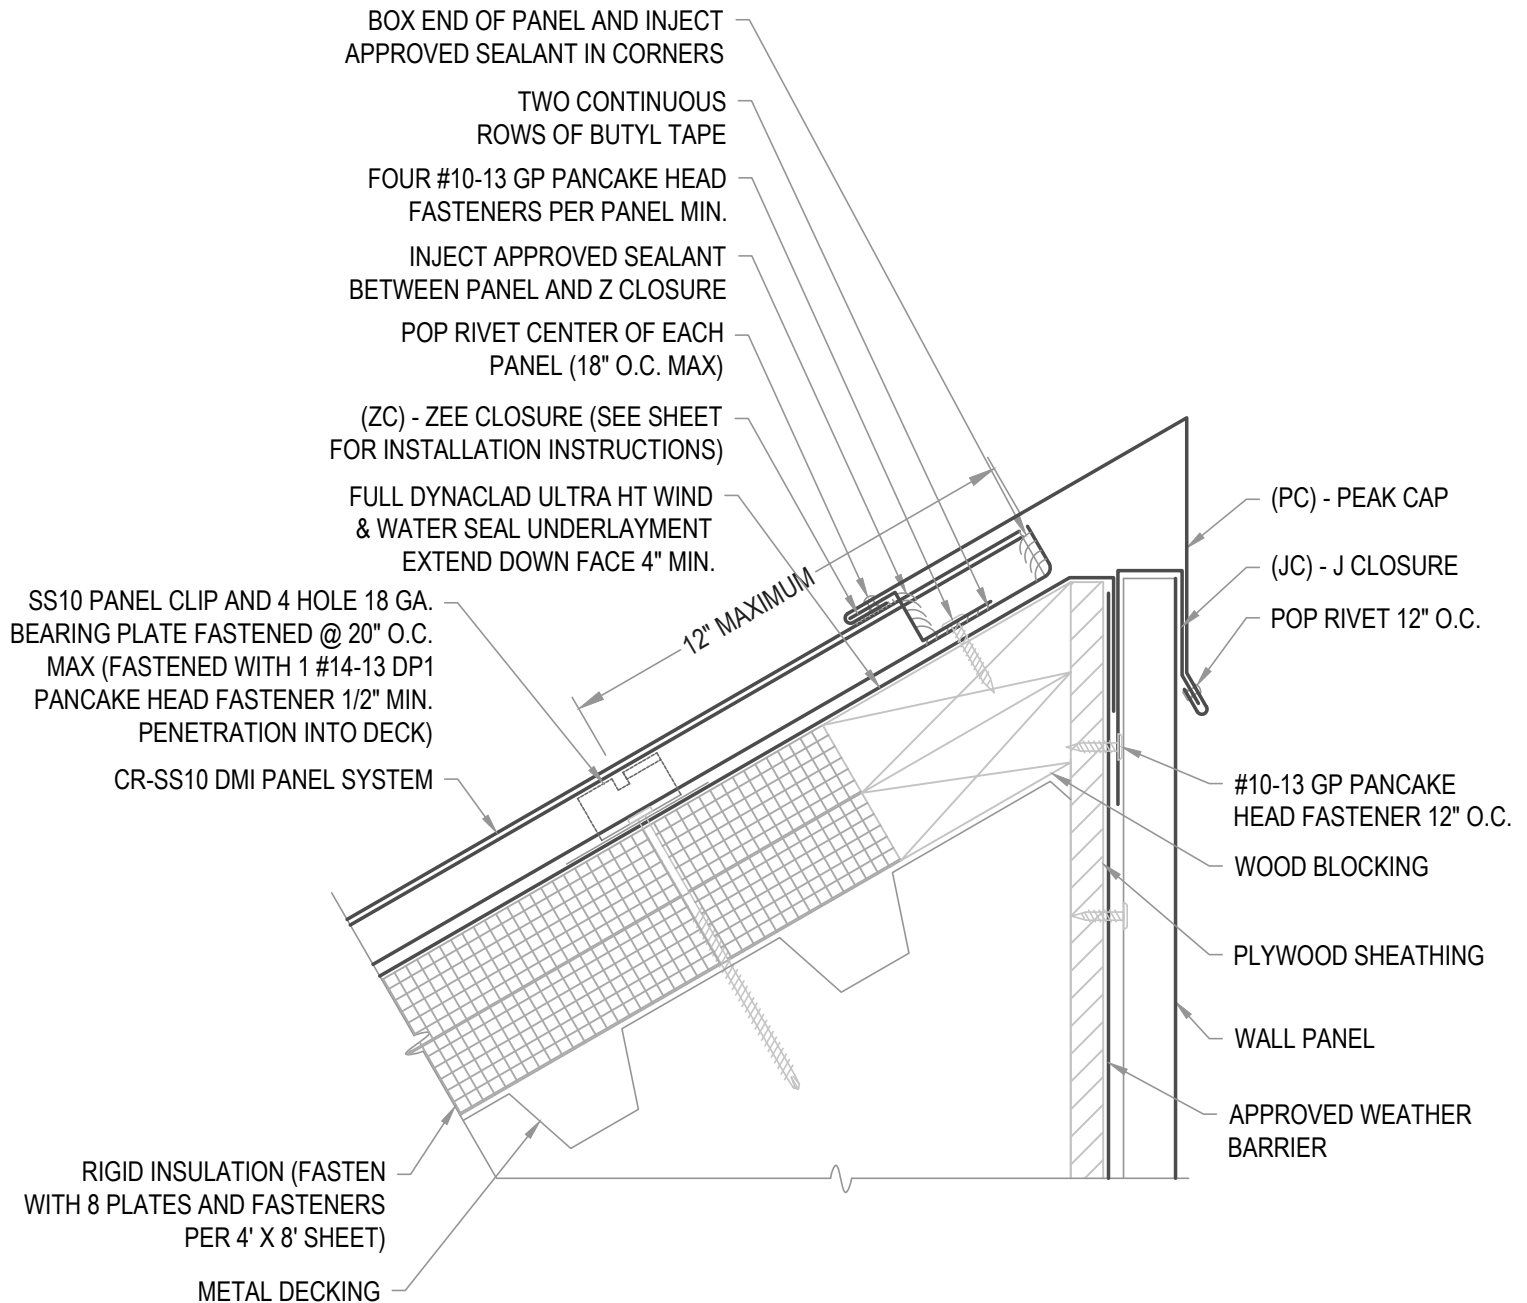 BOX END OF PANEL AND INJECT
APPROVED SEALANT IN CORNERS
TWO CONTINUOUS
ROWS OF BUTYL TAPE
FOUR #10-13 GP PANCAKE HEAD
FASTENERS PER PANEL MIN.
INJECT APPROVED SEALANT
BETWEEN PANEL AND Z CLOSURE
POP RIVET CENTER OF EACH
PANEL (18" O.C. MAX)
(ZC) - ZEE CLOSURE (SEE SHEET
FOR INSTALLATION INSTRUCTIONS)
FULL DYNACLAD ULTRA HT WIND
& WATER SEAL UNDERLAYMENT
EXTEND DOWN FACE 4" MIN.
SS10 PANEL CLIP AND 4 HOLE 18 GA.
BEARING PLATE FASTENED @ 20" O.C.
MAX (FASTENED WITH 1 #14-13 DP1
PANCAKE HEAD FASTENER 1/2" MIN.
PENETRATION INTO DECK)
CR-SS10 DMI PANEL SYSTEM
12" MAXIMUM
(PC) - PEAK CAP
(JC) - J CLOSURE
POP RIVET 12" O.C.
#10-13 GP PANCAKE
HEAD FASTENER 12" O.C.
WOOD BLOCKING
PLYWOOD SHEATHING
WALL PANEL
APPROVED WEATHER
BARRIER
RIGID INSULATION (FASTEN
WITH 8 PLATES AND FASTENERS
PER 4' X 8' SHEET)
METAL DECKING